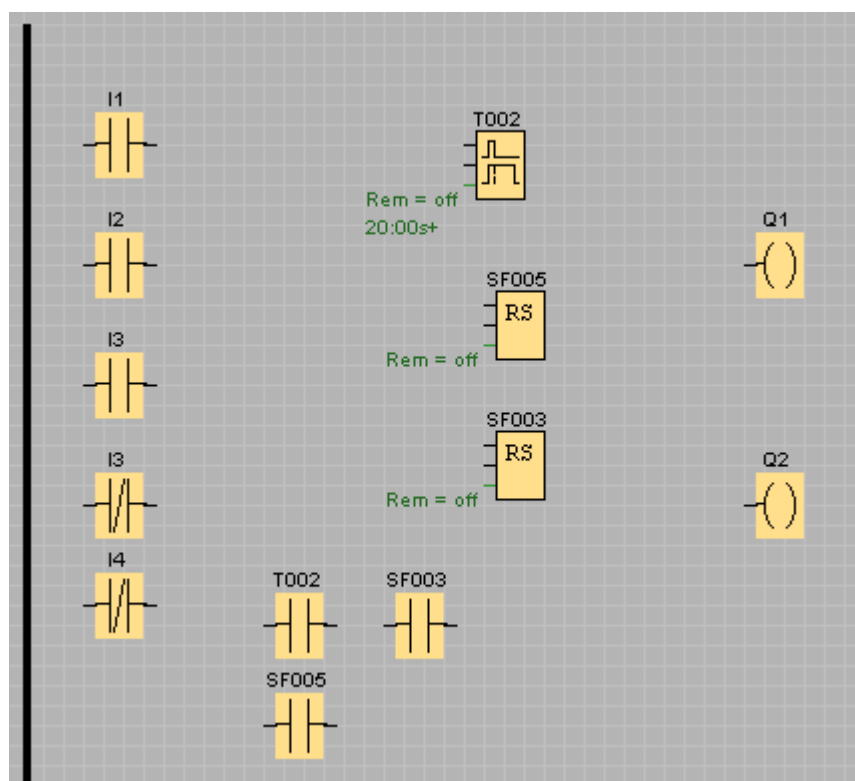 I1
T002
Rem = off
20:00s+
I2
Q1
SF005
RS
Rem = off
I3
SF003
RS
Rem = off
I3
Q2
I4
T002
SF003
SF005